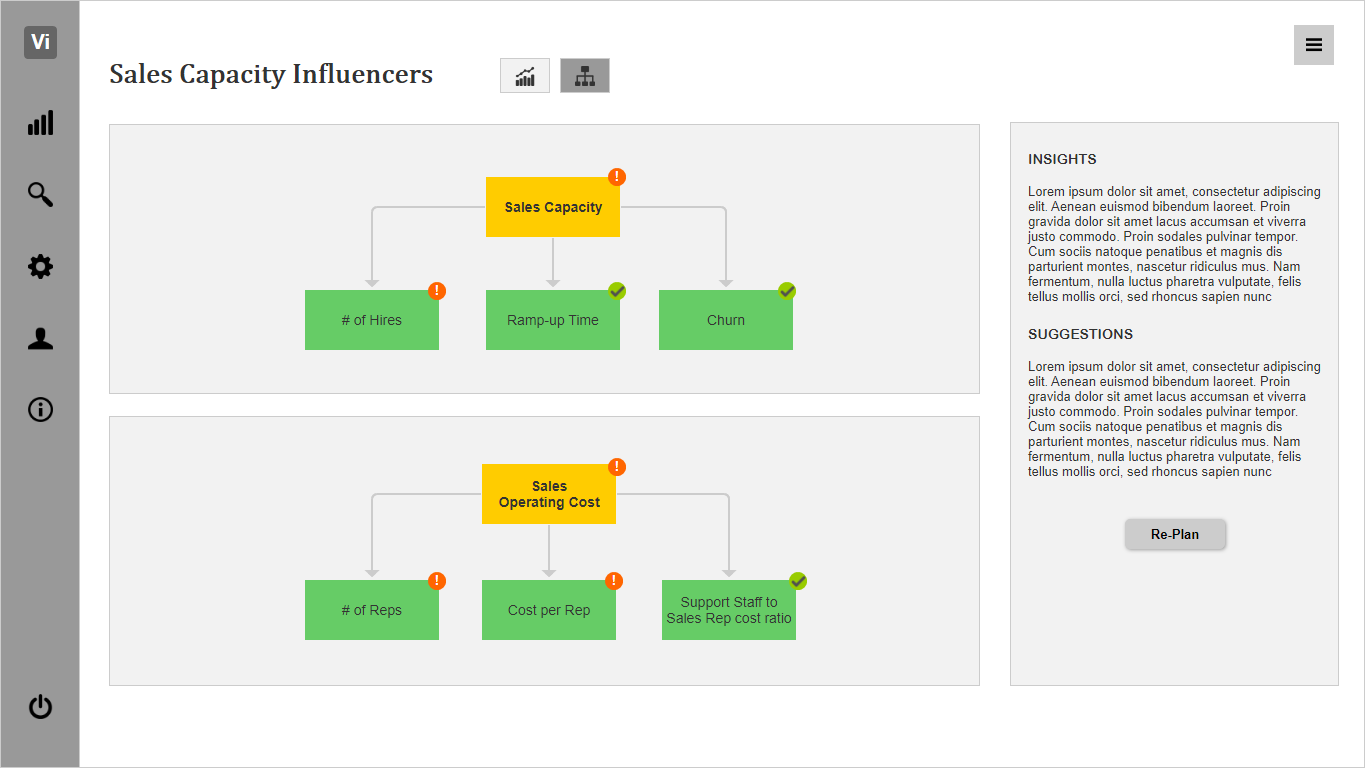 Vi
Sales Capacity Influencers
Sales Capacity
# of Hires
Ramp-up Time
Churn
Sales
Operating Cost
# of Reps
Cost per Rep
Support Staff to
Sales Rep cost ratio
INSIGHTS
Lorem ipsum dolor sit amet, consectetur adipiscing
elit. Aenean euismod bibendum laoreet. Proin
gravida dolor sit amet lacus accumsan et viverra
justo commodo. Proin sodales pulvinar tempor.
Cum sociis natoque penatibus et magnis dis
parturient montes, nascetur ridiculus mus. Nam
fermentum, nulla luctus pharetra vulputate, felis
tellus mollis orci, sed rhoncus sapien nunc
SUGGESTIONS
Lorem ipsum dolor sit amet, consectetur adipiscing
elit. Aenean euismod bibendum laoreet. Proin
gravida dolor sit amet lacus accumsan et viverra
justo commodo. Proin sodales pulvinar tempor.
Cum sociis natoque penatibus et magnis dis
parturient montes, nascetur ridiculus mus. Nam
fermentum, nulla luctus pharetra vulputate, felis
tellus mollis orci, sed rhoncus sapien nunc
Re-Plan